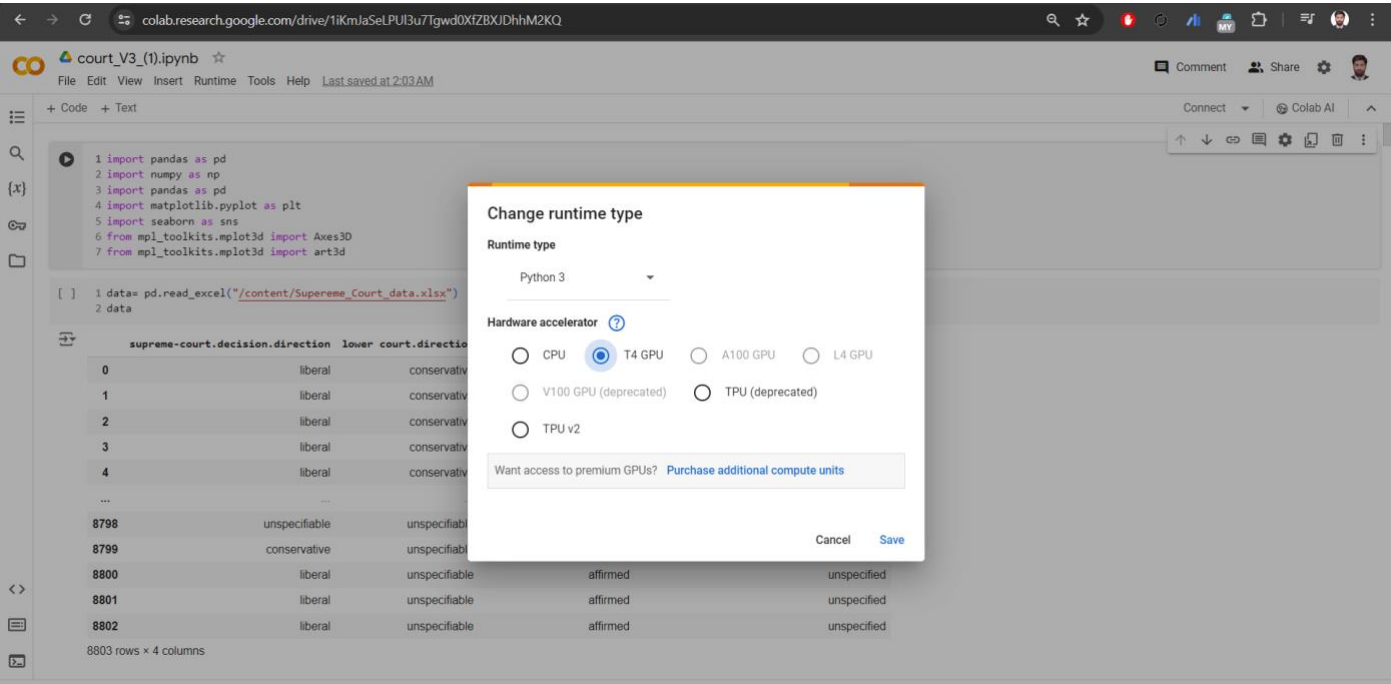 colab.research.google.com/drive/1iKmJaSeLPUl3u7Tgwd0XfZBXJDhhM2KQ
MY
CO court_V3_(1).ipynb
File Edit View Insert Runtime Tools Help Last saved at 2:03 AM
Comment Share
+ Code + Text
Connect Colab AI
{x}
1 import pandas as pd
2 import numpy as np
3 import pandas as pd
4 import matplotlib.pyplot as plt
5 import seaborn as sns
6 from mpl_toolkits.mplot3d import Axes3D
7 from mpl_toolkits.mplot3d import art3d
[ ] 1 data= pd.read_excel("/content/Supereme_Court_data.xlsx")
2 data
supreme-court.decision.direction lower court.directio
0 liberal conservativ
1 liberal conservativ
2 liberal conservativ
3 liberal conservativ
4 liberal conservativ
... ...
8798 unspecifiable unspecifiabl
8799 conservative unspecifiabl
8800 liberal unspecifiable affirmed unspecified
8801 liberal unspecifiable affirmed unspecified
8802 liberal unspecifiable affirmed unspecified
8803 rows × 4 columns
Change runtime type
Runtime type
Python 3
Hardware accelerator ?
CPU T4 GPU A100 GPU L4 GPU
V100 GPU (deprecated) TPU (deprecated)
TPU v2
Want access to premium GPUs? Purchase additional compute units
Cancel Save